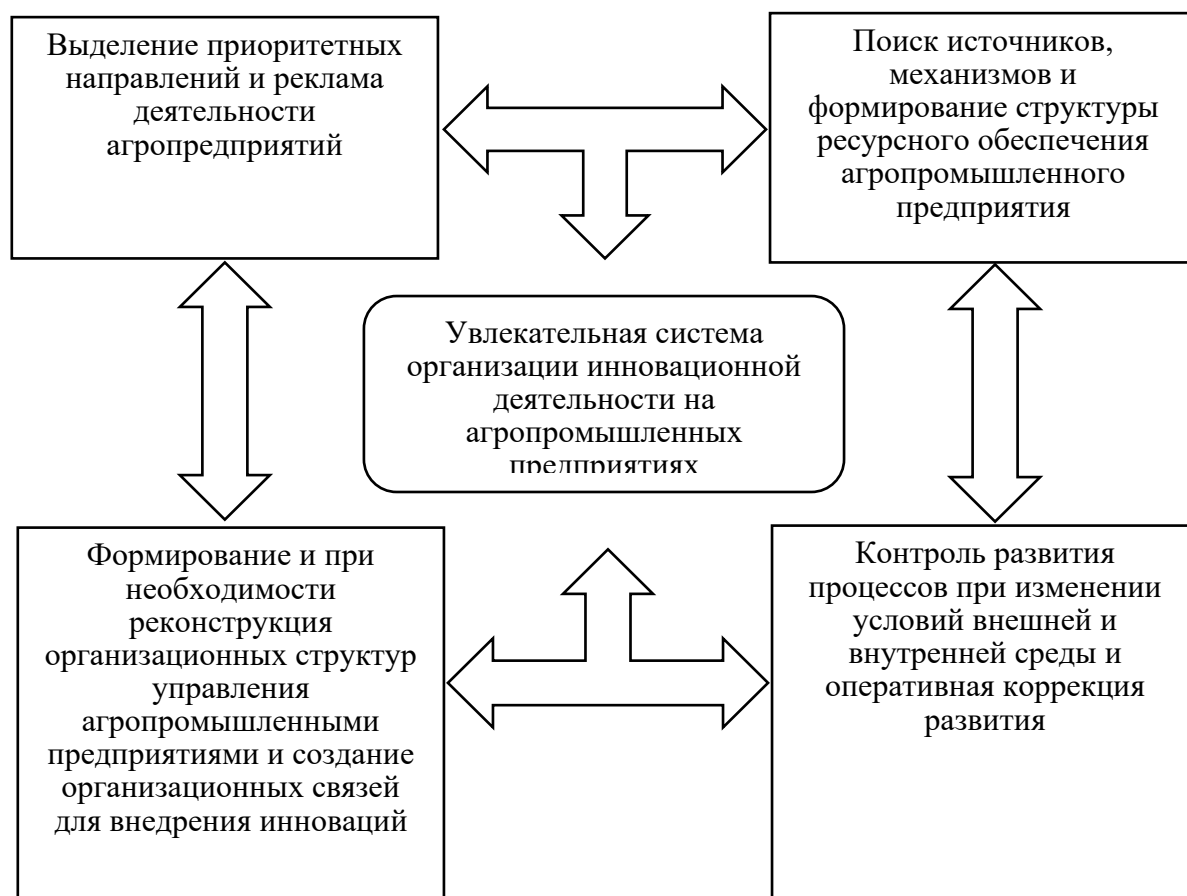 Выделение приоритетных
направлений и реклама
деятельности
агропредприятий
Поиск источников,
механизмов и
формирование структуры
ресурсного обеспечения
агропромышленного
предприятия
Увлекательная система
организации инновационной
деятельности на
агропромышленных
предприятиях
Формирование и при
необходимости
реконструкция
организационных структур
управления
агропромышленными
предприятиями и создание
организационных связей
для внедрения инноваций
Контроль развития
процессов при изменении
условий внешней и
внутренней среды и
оперативная коррекция
развития